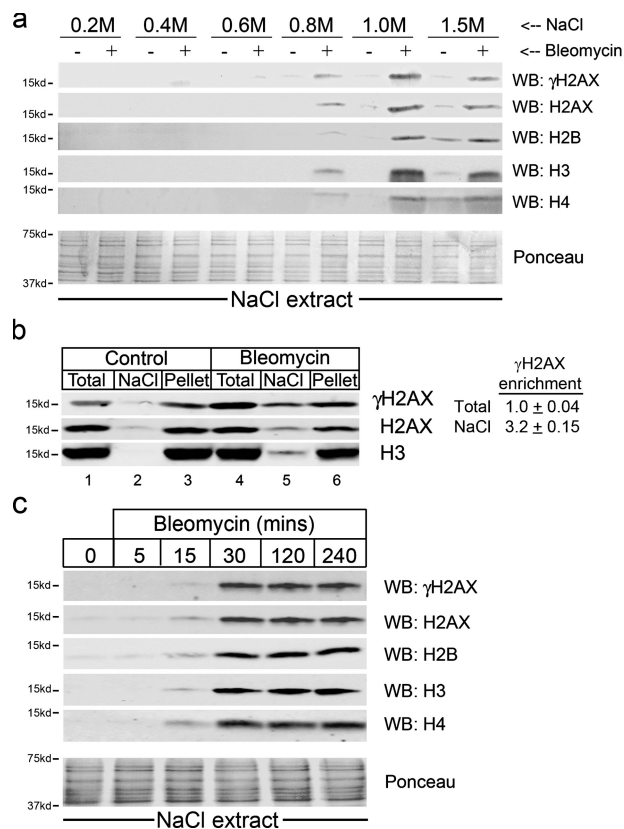 a
0.2M 0.4M 0.6M 0.8M 1.0M 1.5M <-- NaCl
- + - + - + - + - + - + <-- Bleomycin
15kd WB: γH2AX
15kd WB: H2AX
15kd WB: H2B
15kd WB: H3
15kd WB: H4
75kd
Ponceau
37kd
NaCl extract
b
Control Bleomycin
Total NaCl Pellet Total NaCl Pellet
15kd γH2AX
15kd H2AX
15kd H3
1 2 3 4 5 6
γH2AX
enrichment
Total 1.0 ± 0.04
NaCl 3.2 ± 0.15
c
Bleomycin (mins)
0 5 15 30 120 240
15kd WB: γH2AX
15kd WB: H2AX
15kd WB: H2B
15kd WB: H3
15kd WB: H4
75kd
Ponceau
37kd
NaCl extract